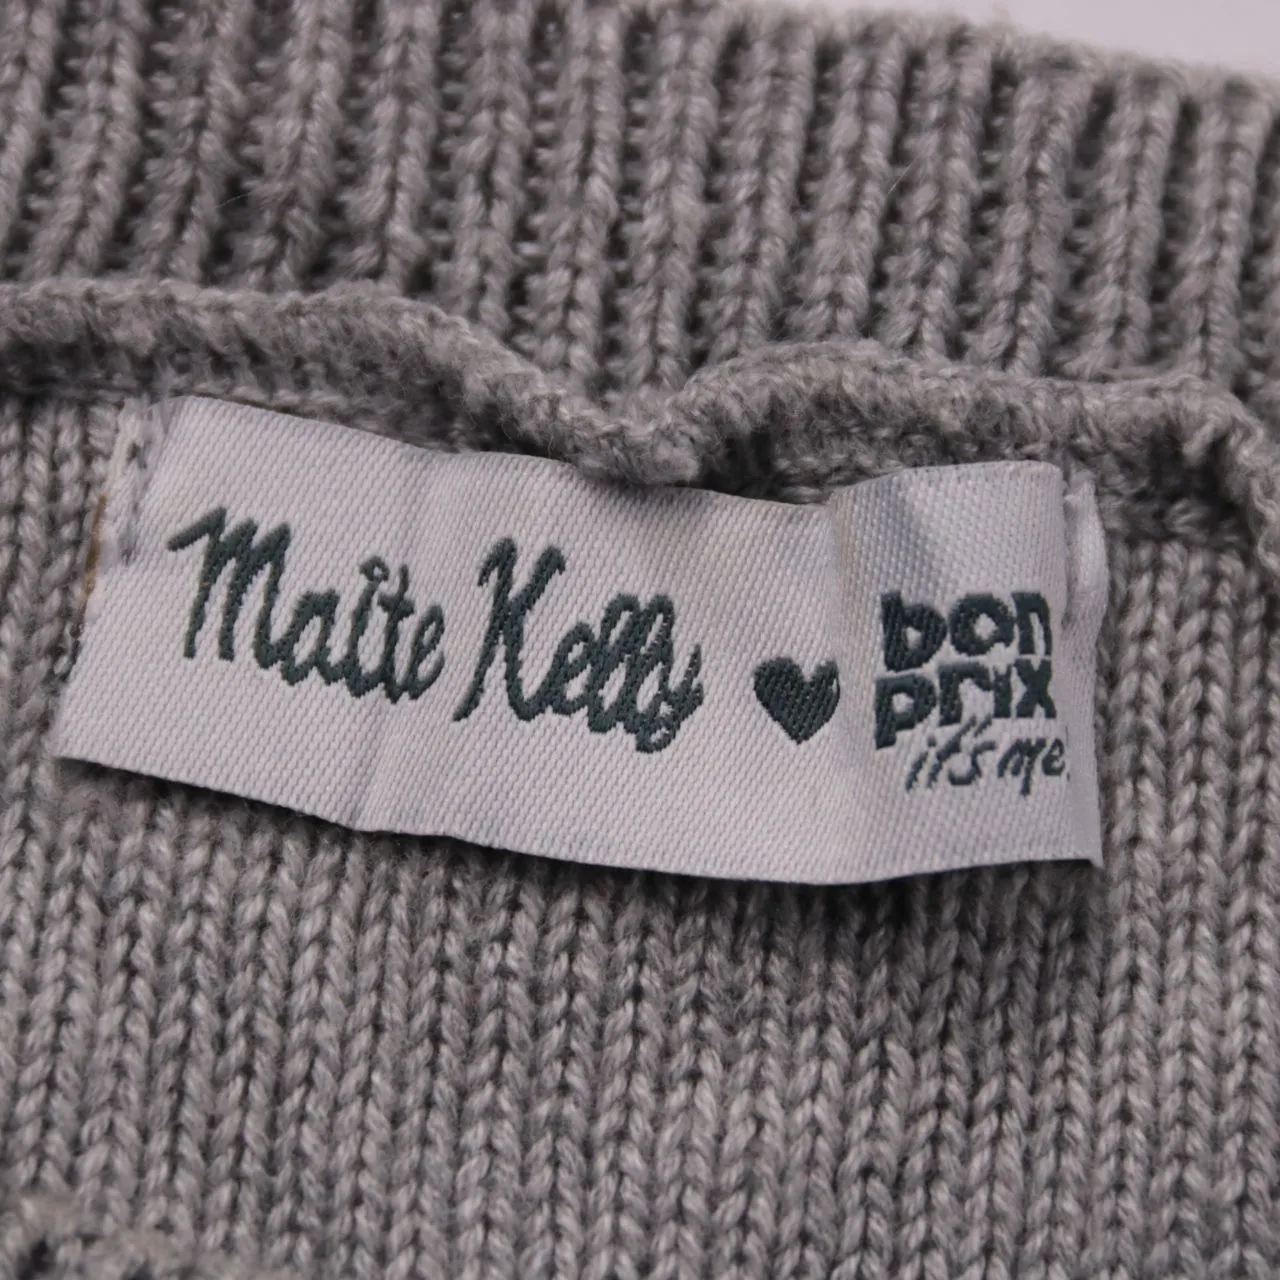 Maite Kelly ♥ bon
prix
it's me!